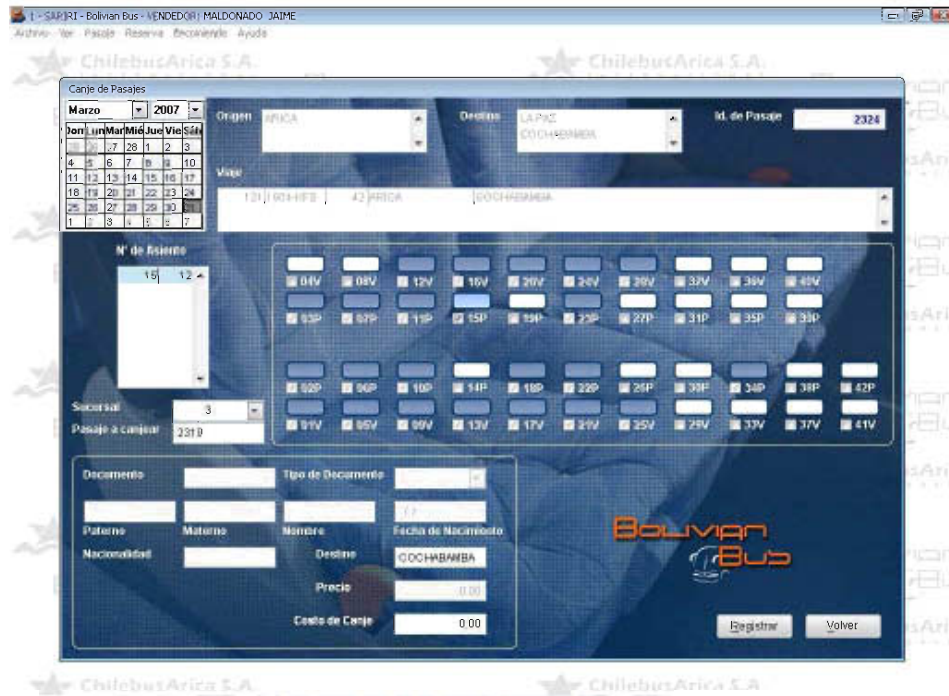 1 - SARIRI - Bolivian Bus - VENDEDOR: MALDONADO JAIME
Archivo Ver Pasaje Reserva Encomienda Ayuda
ChilebusArica S.A. ChilebusArica S.A.
Canje de Pasajes
Marzo 2007
Dom Lun Mar Mié Jue Vie Sáb
27 28 1 2 3
4 5 6 7 8 9 10
11 12 13 14 15 16 17
18 19 20 21 22 23 24
25 26 27 28 29 30 31
1 2 3 4 5 6 7
Origen ARICA Destino LA PAZ Id. de Pasaje 2324
COCHABAMBA
Viaje
42 ARICA COCHABAMBA
N° de Asiento
15 12
04V 08V 12V 16V 20V 24V 28V 32V 36V 40V
03P 07P 11P 15P 19P 23P 27P 31P 35P 39P
02P 06P 10P 14P 18P 22P 26P 30P 34P 38P 42P
01V 05V 09V 13V 17V 21V 25V 29V 33V 37V 41V
Sucursal 3
Pasaje a canjear 2319
Documento Tipo de Documento
Paterno Materno Nombre Fecha de Nacimiento
Nacionalidad Destino COCHABAMBA
Precio 0.00
Costo de Canje 0.00
Bolivian
Bus
Registrar Volver
ChilebusArica S.A. ChilebusArica S.A.